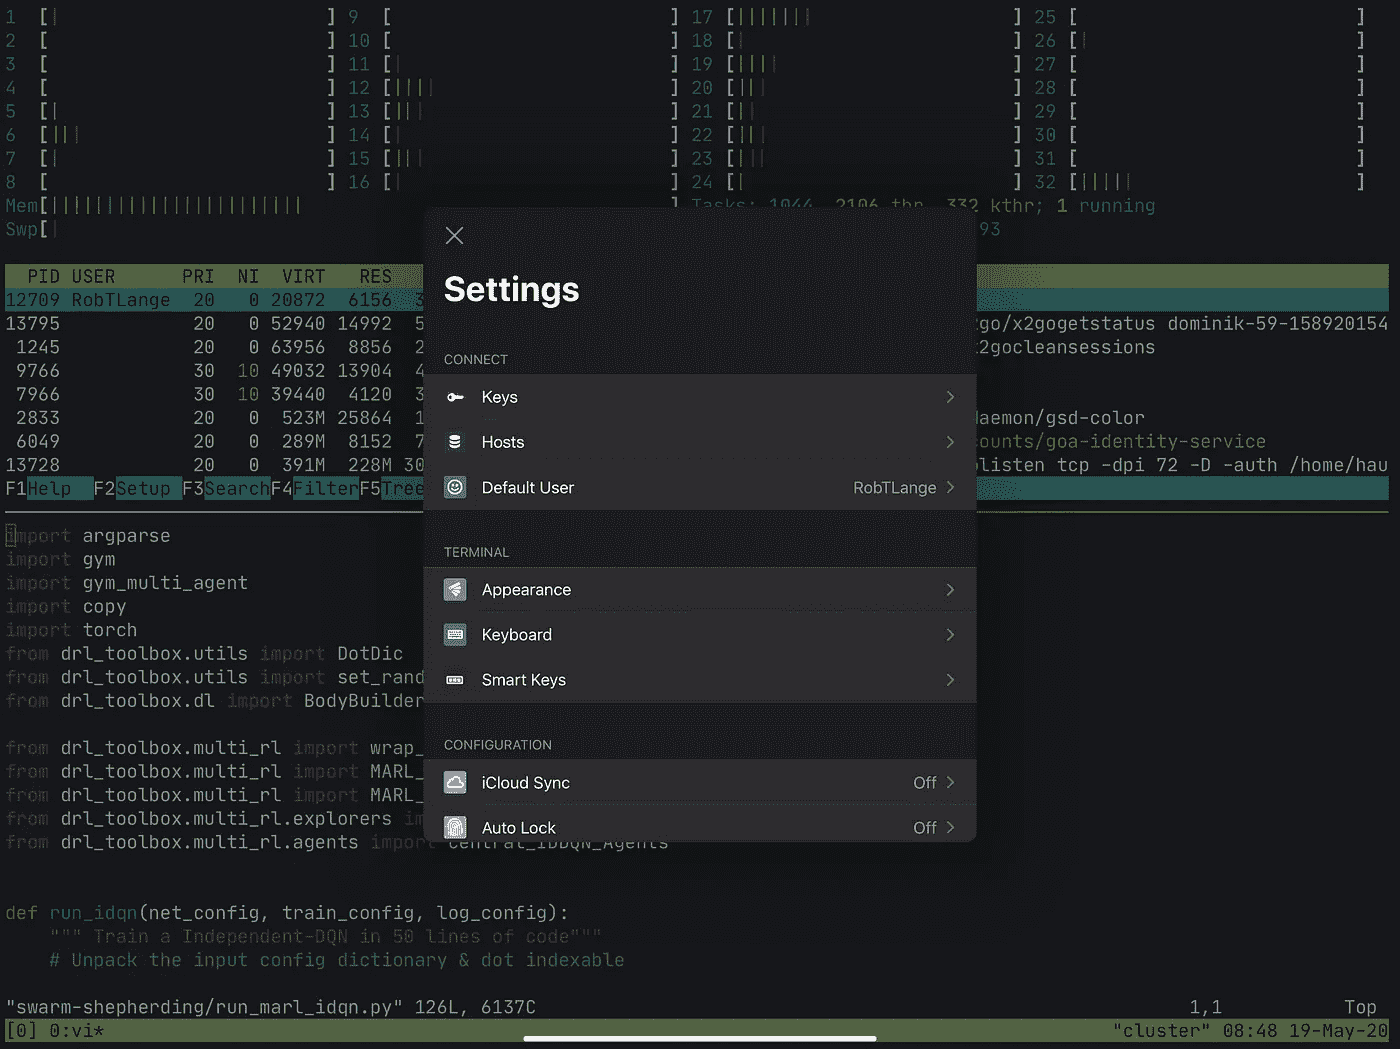 1 [ ] 9 [ ] 17 [ ] 25 [ ]
2 [ ] 10 [ ] 18 [ ] 26 [ ]
3 [ ] 11 [ ] 19 [ ] 27 [ ]
4 [ ] 12 [ ] 20 [ ] 28 [ ]
5 [ ] 13 [ ] 21 [ ] 29 [ ]
6 [ ] 14 [ ] 22 [ ] 30 [ ]
7 [ ] 15 [ ] 23 [ ] 31 [ ]
8 [ ] 16 [ ] 24 [ ] 32 [ ]
Mem[ ] Tasks: 1044, 2106 thr, 332 kthr; 1 running
Swp[ 93
PID USER PRI NI VIRT RES
12709 RobTLange 20 0 20872 6156 3
13795 20 0 52940 14992 5 go/x2gogetstatus dominik-59-158920154
1245 20 0 63956 8856 2 2gocleansessions
9766 30 10 49032 13904 4
7966 30 10 39440 4120 3
2833 20 0 523M 25864 1 daemon/gsd-color
6049 20 0 289M 8152 7 counts/goa-identity-service
13728 20 0 391M 228M 30 listen tcp -dpi 72 -D -auth /home/hau
F1Help F2Setup F3SearchF4FilterF5Tree
import argparse
import gym
import gym_multi_agent
import copy
import torch
from drl_toolbox.utils import DotDic
from drl_toolbox.utils import set_rand
from drl_toolbox.dl import BodyBuilder
from drl_toolbox.multi_rl import wrap_
from drl_toolbox.multi_rl import MARL_
from drl_toolbox.multi_rl import MARL_
from drl_toolbox.multi_rl.explorers im
from drl_toolbox.multi_rl.agents import Central_IDDQN_Agents
def run_idqn(net_config, train_config, log_config):
""" Train a Independent-DQN in 50 lines of code"""
# Unpack the input config dictionary & dot indexable
"swarm-shepherding/run_marl_idqn.py" 126L, 6137C 1,1 Top
[0] 0:vi* "cluster" 08:48 19-May-20
Settings
CONNECT
Keys
Hosts
Default User RobTLange
TERMINAL
Appearance
Keyboard
Smart Keys
CONFIGURATION
iCloud Sync Off
Auto Lock Off